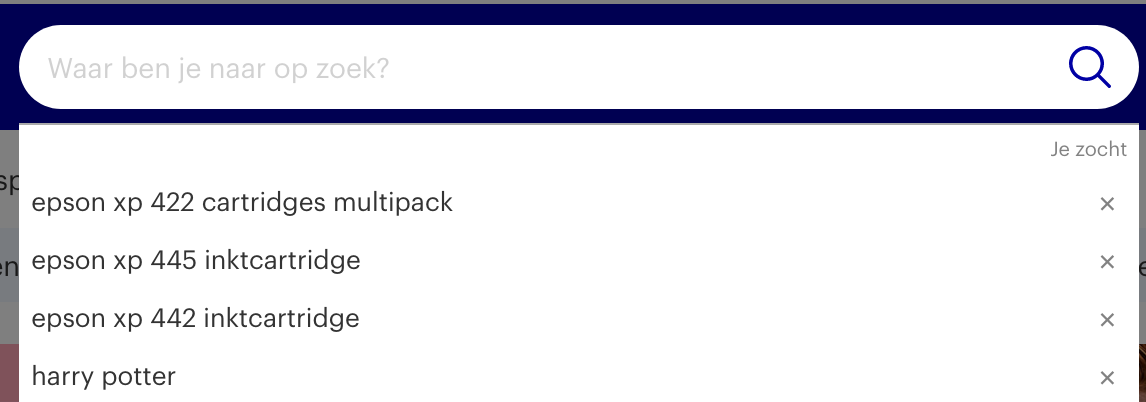 Waar ben je naar op zoek?
Je zocht
epson xp 422 cartridges multipack
epson xp 445 inktcartridge
epson xp 442 inktcartridge
harry potter